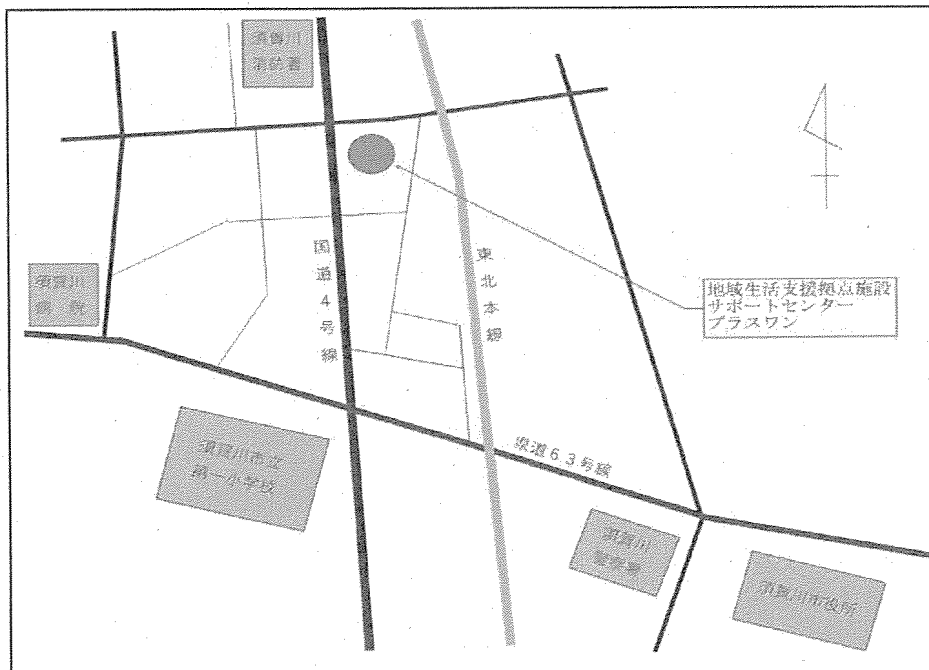 須賀川
消防署
国道4号線
東北本線
須賀川
病院
地域生活支援拠点施設
サポートセンター
プラスワン
県道63号線
須賀川市立
第一小学校
須賀川
警察署
須賀川市役所